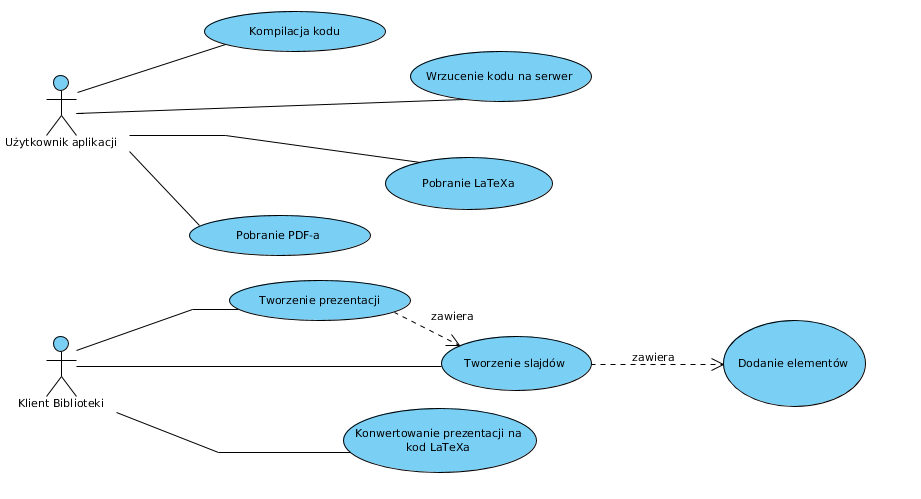 Kompilacja kodu
Wrzucenie kodu na serwer
Użytkownik aplikacji
Pobranie LaTeXa
Pobranie PDF-a
Tworzenie prezentacji
zawiera
Tworzenie slajdów
zawiera
Dodanie elementów
Klient Biblioteki
Konwertowanie prezentacji na
kod LaTeXa